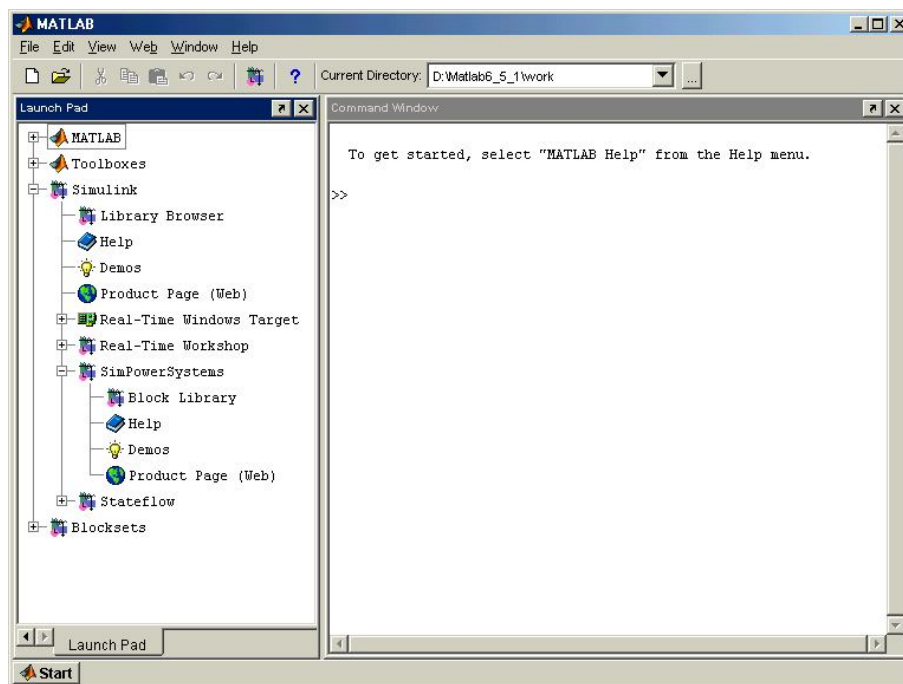 MATLAB
File Edit View Web Window Help
? Current Directory: D:\Matlab6_5_1\work ...
Launch Pad
MATLAB
Toolboxes
Simulink
Library Browser
Help
Demos
Product Page (Web)
Real-Time Windows Target
Real-Time Workshop
SimPowerSystems
Block Library
Help
Demos
Product Page (Web)
Stateflow
Blocksets
Launch Pad
Command Window
To get started, select "MATLAB Help" from the Help menu.
>>
Start